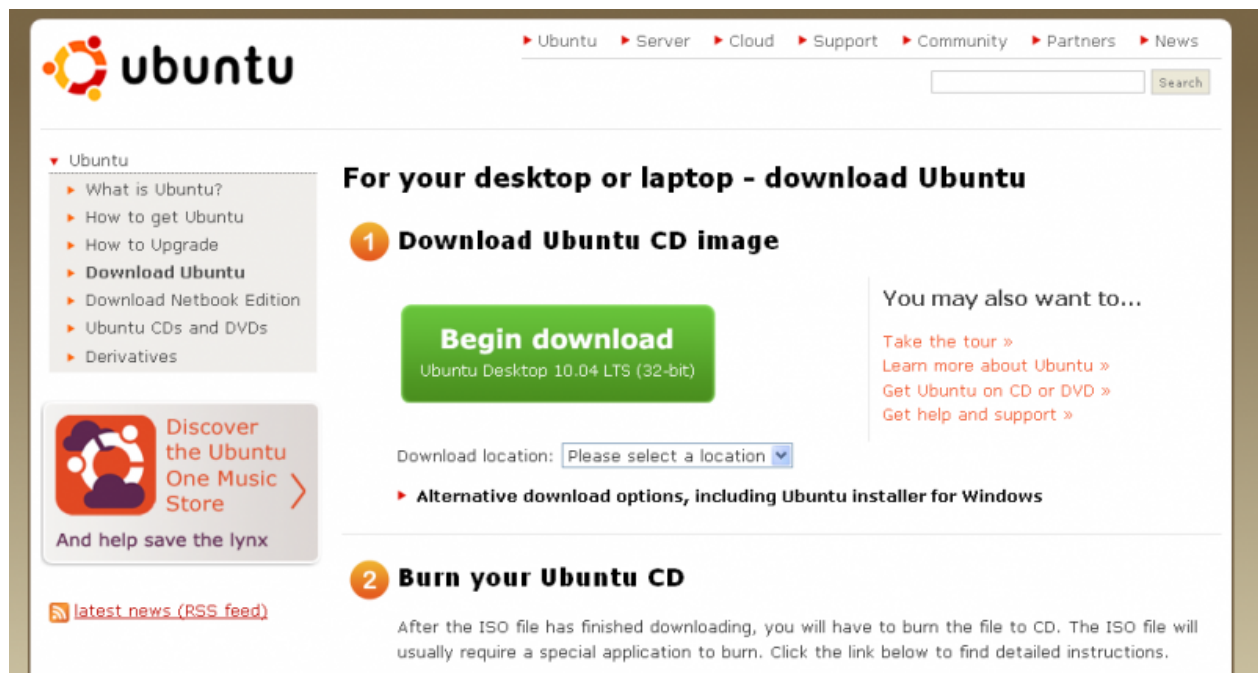 ubuntu
Ubuntu Server Cloud Support Community Partners News
Search
Ubuntu
What is Ubuntu?
How to get Ubuntu
How to Upgrade
Download Ubuntu
Download Netbook Edition
Ubuntu CDs and DVDs
Derivatives
Discover
the Ubuntu
One Music
Store
And help save the lynx
latest news (RSS feed)
For your desktop or laptop - download Ubuntu
1 Download Ubuntu CD image
Begin download
Ubuntu Desktop 10.04 LTS (32-bit)
Download location: Please select a location
Alternative download options, including Ubuntu installer for Windows
You may also want to...
Take the tour »
Learn more about Ubuntu »
Get Ubuntu on CD or DVD »
Get help and support »
2 Burn your Ubuntu CD
After the ISO file has finished downloading, you will have to burn the file to CD. The ISO file will
usually require a special application to burn. Click the link below to find detailed instructions.